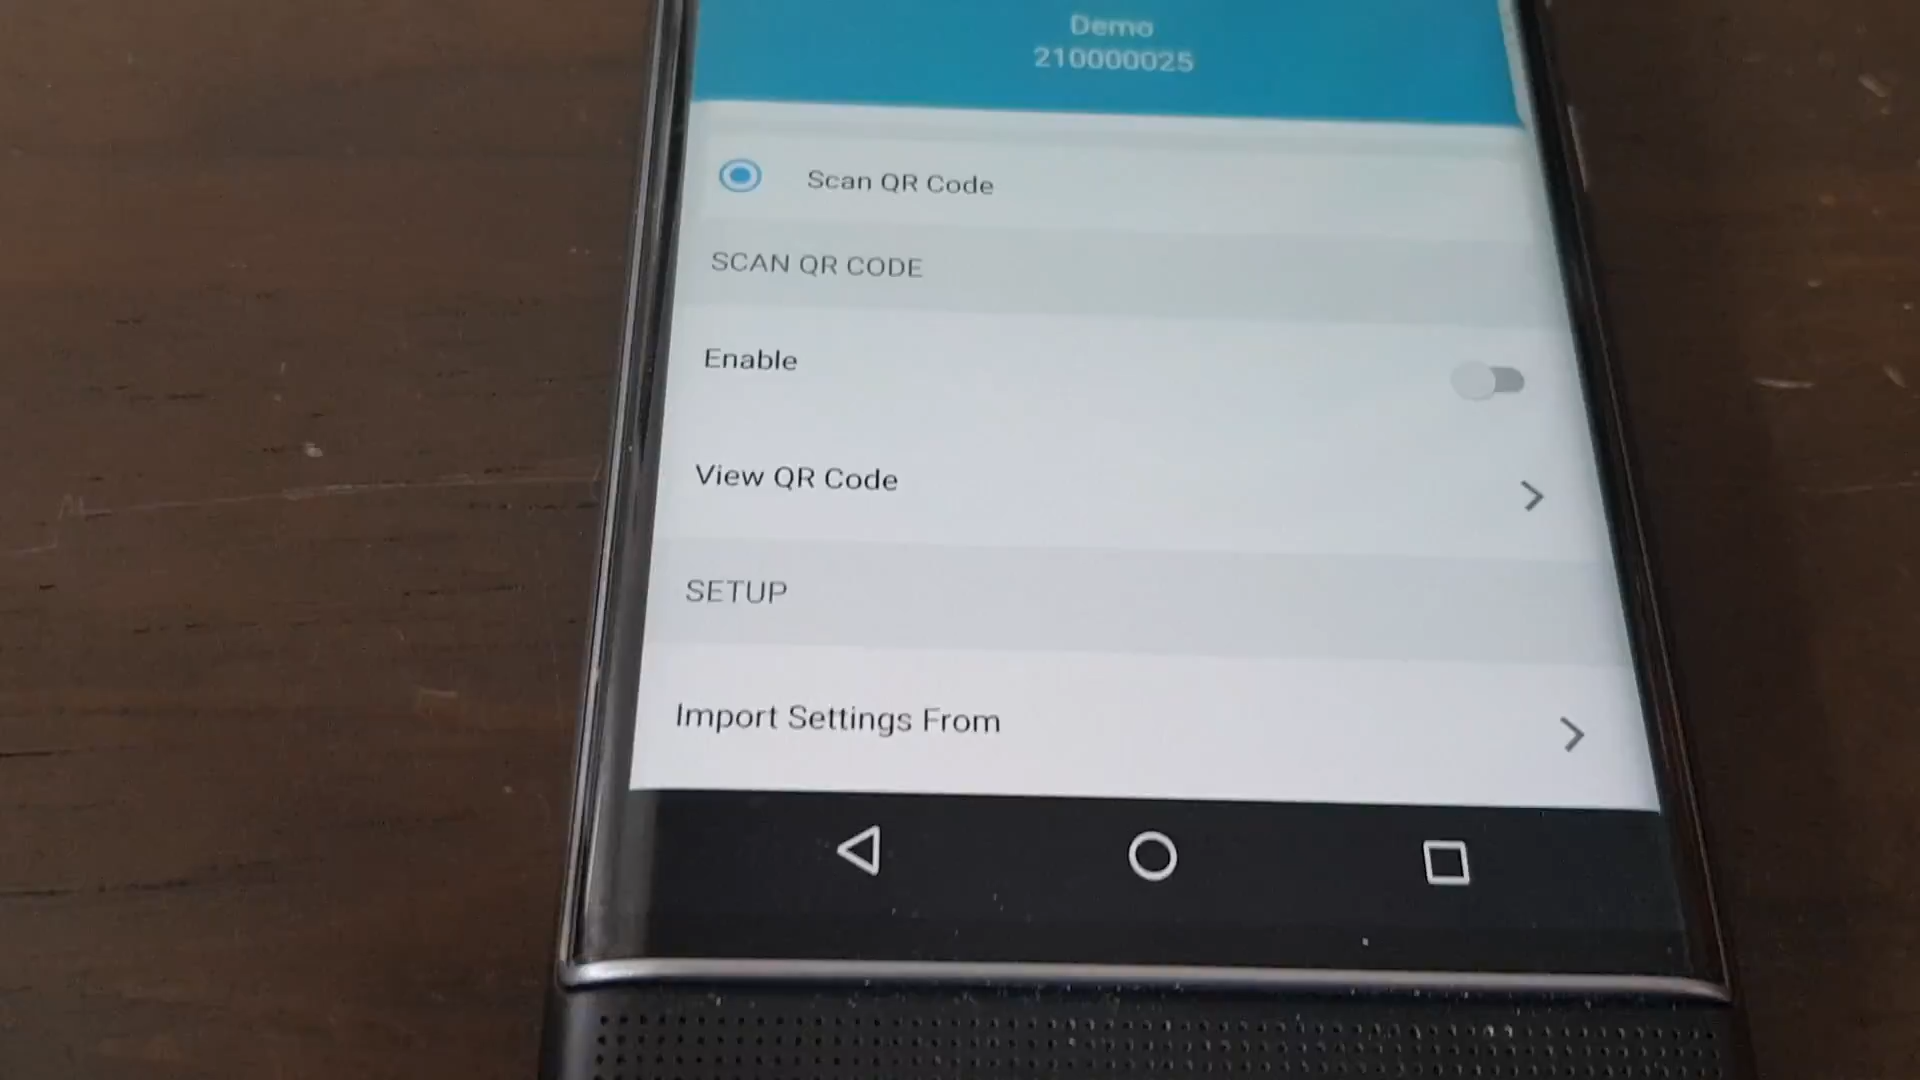 Demo
210000025
Scan QR Code
SCAN QR CODE
Enable
View QR Code
SETUP
Import Settings From